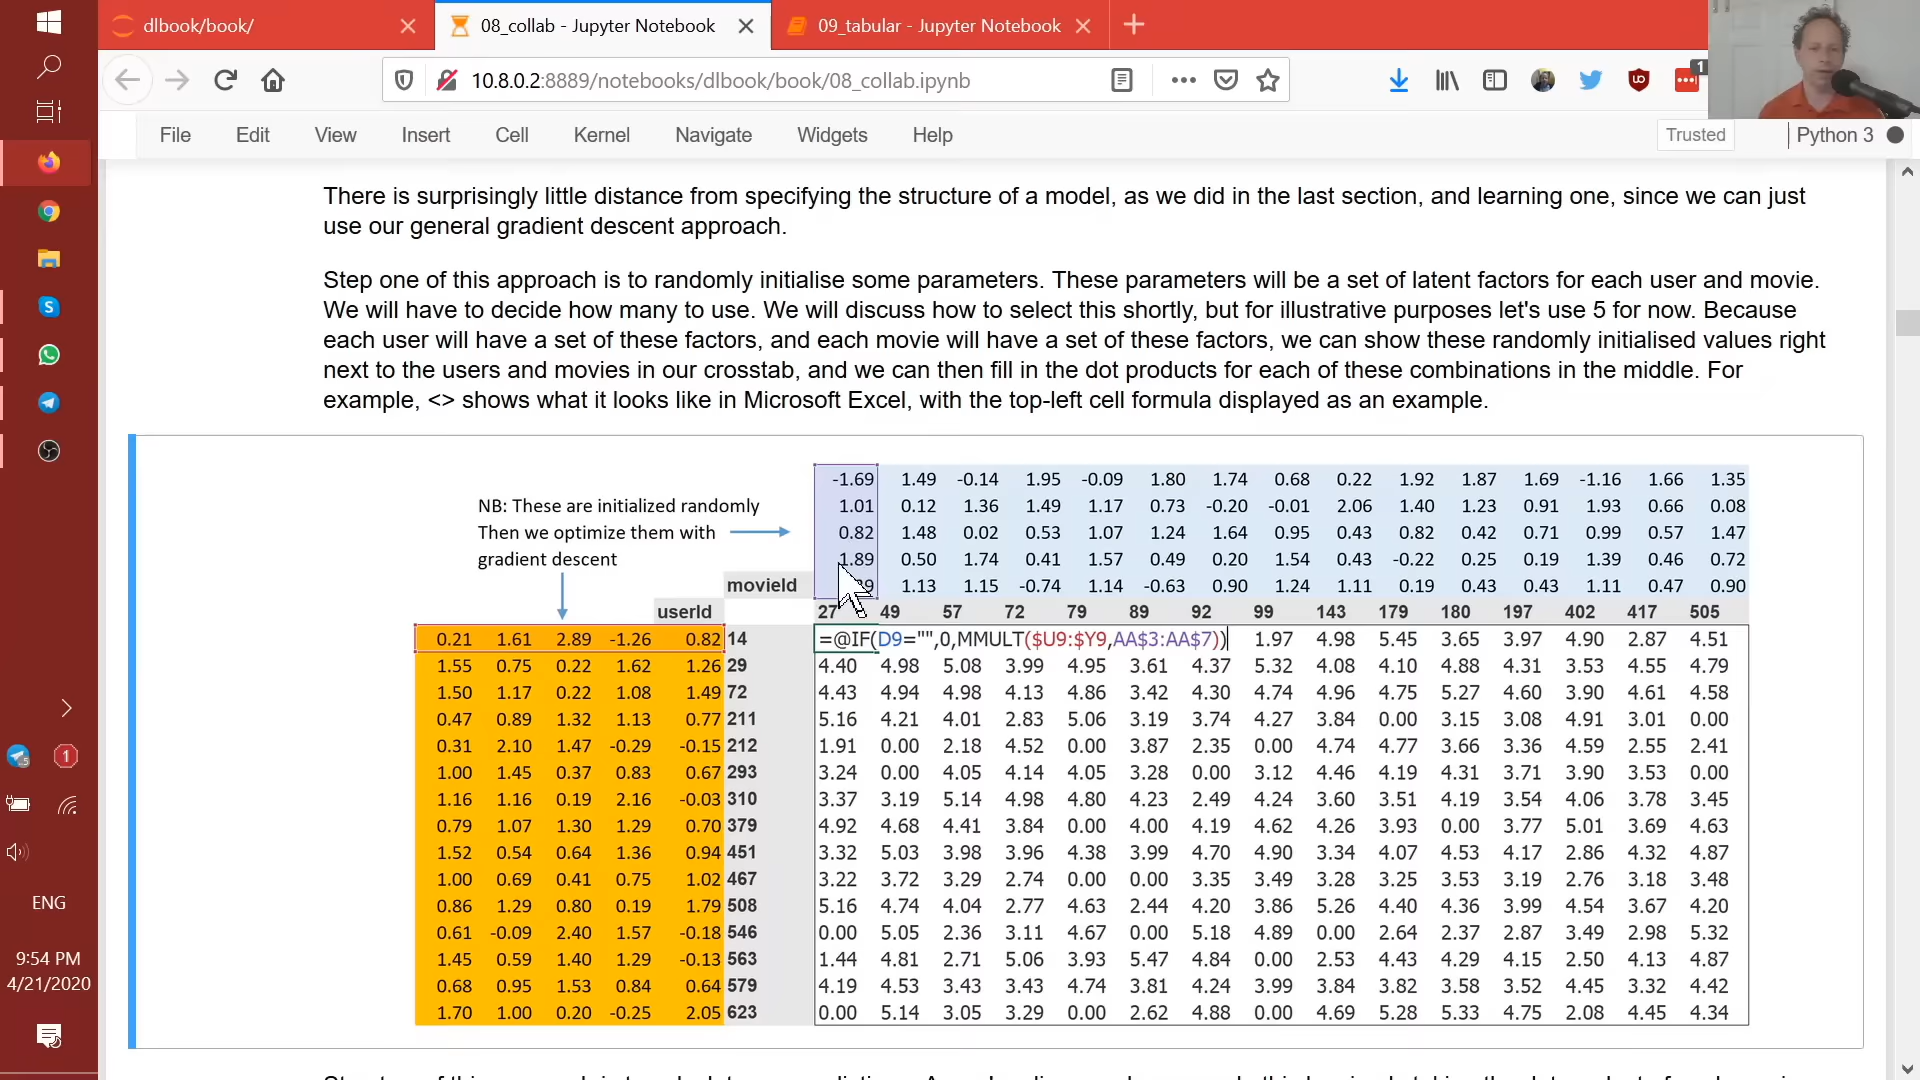 dlbook/book/
08_collab - Jupyter Notebook
09_tabular - Jupyter Notebook
10.8.0.2:8889/notebooks/dlbook/book/08_collab.ipynb
1
File Edit View Insert Cell Kernel Navigate Widgets Help
Trusted
Python 3
There is surprisingly little distance from specifying the structure of a model, as we did in the last section, and learning one, since we can just
use our general gradient descent approach.
Step one of this approach is to randomly initialise some parameters. These parameters will be a set of latent factors for each user and movie.
We will have to decide how many to use. We will discuss how to select this shortly, but for illustrative purposes let's use 5 for now. Because
each user will have a set of these factors, and each movie will have a set of these factors, we can show these randomly initialised values right
next to the users and movies in our crosstab, and we can then fill in the dot products for each of these combinations in the middle. For
example, <> shows what it looks like in Microsoft Excel, with the top-left cell formula displayed as an example.
NB: These are initialized randomly
Then we optimize them with
gradient descent
-1.69 1.49 -0.14 1.95 -0.09 1.80 1.74 0.68 0.22 1.92 1.87 1.69 -1.16 1.66 1.35
1.01 0.12 1.36 1.49 1.17 0.73 -0.20 -0.01 2.06 1.40 1.23 0.91 1.93 0.66 0.08
0.82 1.48 0.02 0.53 1.07 1.24 1.64 0.95 0.43 0.82 0.42 0.71 0.99 0.57 1.47
1.89 0.50 1.74 0.41 1.57 0.49 0.20 1.54 0.43 -0.22 0.25 0.19 1.39 0.46 0.72
movieId 1.13 1.15 -0.74 1.14 -0.63 0.90 1.24 1.11 0.19 0.43 0.43 1.11 0.47 0.90
userId 27 49 57 72 79 89 92 99 143 179 180 197 402 417 505
0.21 1.61 2.89 -1.26 0.82 14 =@IF(D9="",0,MMULT($U9:$Y9,AA$3:AA$7)) 1.97 4.98 5.45 3.65 3.97 4.90 2.87 4.51
1.55 0.75 0.22 1.62 1.26 29 4.40 4.98 5.08 3.99 4.95 3.61 4.37 5.32 4.08 4.10 4.88 4.31 3.53 4.55 4.79
1.50 1.17 0.22 1.08 1.49 72 4.43 4.94 4.98 4.13 4.86 3.42 4.30 4.74 4.96 4.75 5.27 4.60 3.90 4.61 4.58
0.47 0.89 1.32 1.13 0.77 211 5.16 4.21 4.01 2.83 5.06 3.19 3.74 4.27 3.84 0.00 3.15 3.08 4.91 3.01 0.00
0.31 2.10 1.47 -0.29 -0.15 212 1.91 0.00 2.18 4.52 0.00 3.87 2.35 0.00 4.74 4.77 3.66 3.36 4.59 2.55 2.41
1.00 1.45 0.37 0.83 0.67 293 3.24 0.00 4.05 4.14 4.05 3.28 0.00 3.12 4.46 4.19 4.31 3.71 3.90 3.53 0.00
1.16 1.16 0.19 2.16 -0.03 310 3.37 3.19 5.14 4.98 4.80 4.23 2.49 4.24 3.60 3.51 4.19 3.54 4.06 3.78 3.45
0.79 1.07 1.30 1.29 0.70 379 4.92 4.68 4.41 3.84 0.00 4.00 4.19 4.62 4.26 3.93 0.00 3.77 5.01 3.69 4.63
1.52 0.54 0.64 1.36 0.94 451 3.32 5.03 3.98 3.96 4.38 3.99 4.70 4.90 3.34 4.07 4.53 4.17 2.86 4.32 4.87
1.00 0.69 0.41 0.75 1.02 467 3.22 3.72 3.29 2.74 0.00 0.00 3.35 3.49 3.28 3.25 3.53 3.19 2.76 3.18 3.48
0.86 1.29 0.80 0.19 1.79 508 5.16 4.74 4.04 2.77 4.63 2.44 4.20 3.86 5.26 4.40 4.36 3.99 4.54 3.67 4.20
0.61 -0.09 2.40 1.57 -0.18 546 0.00 5.05 2.36 3.11 4.67 0.00 5.18 4.89 0.00 2.64 2.37 2.87 3.49 2.98 5.32
1.45 0.59 1.40 1.29 -0.13 563 1.44 4.81 2.71 5.06 3.93 5.47 4.84 0.00 2.53 4.43 4.29 4.15 2.50 4.13 4.87
0.68 0.95 1.53 0.84 0.64 579 4.19 4.53 3.43 3.43 4.74 3.81 4.24 3.99 3.84 3.82 3.58 3.52 4.45 3.32 4.42
1.70 1.00 0.20 -0.25 2.05 623 0.00 5.14 3.05 3.29 0.00 2.62 4.88 0.00 4.69 5.28 5.33 4.75 2.08 4.45 4.34
1
ENG
9:54 PM
4/21/2020